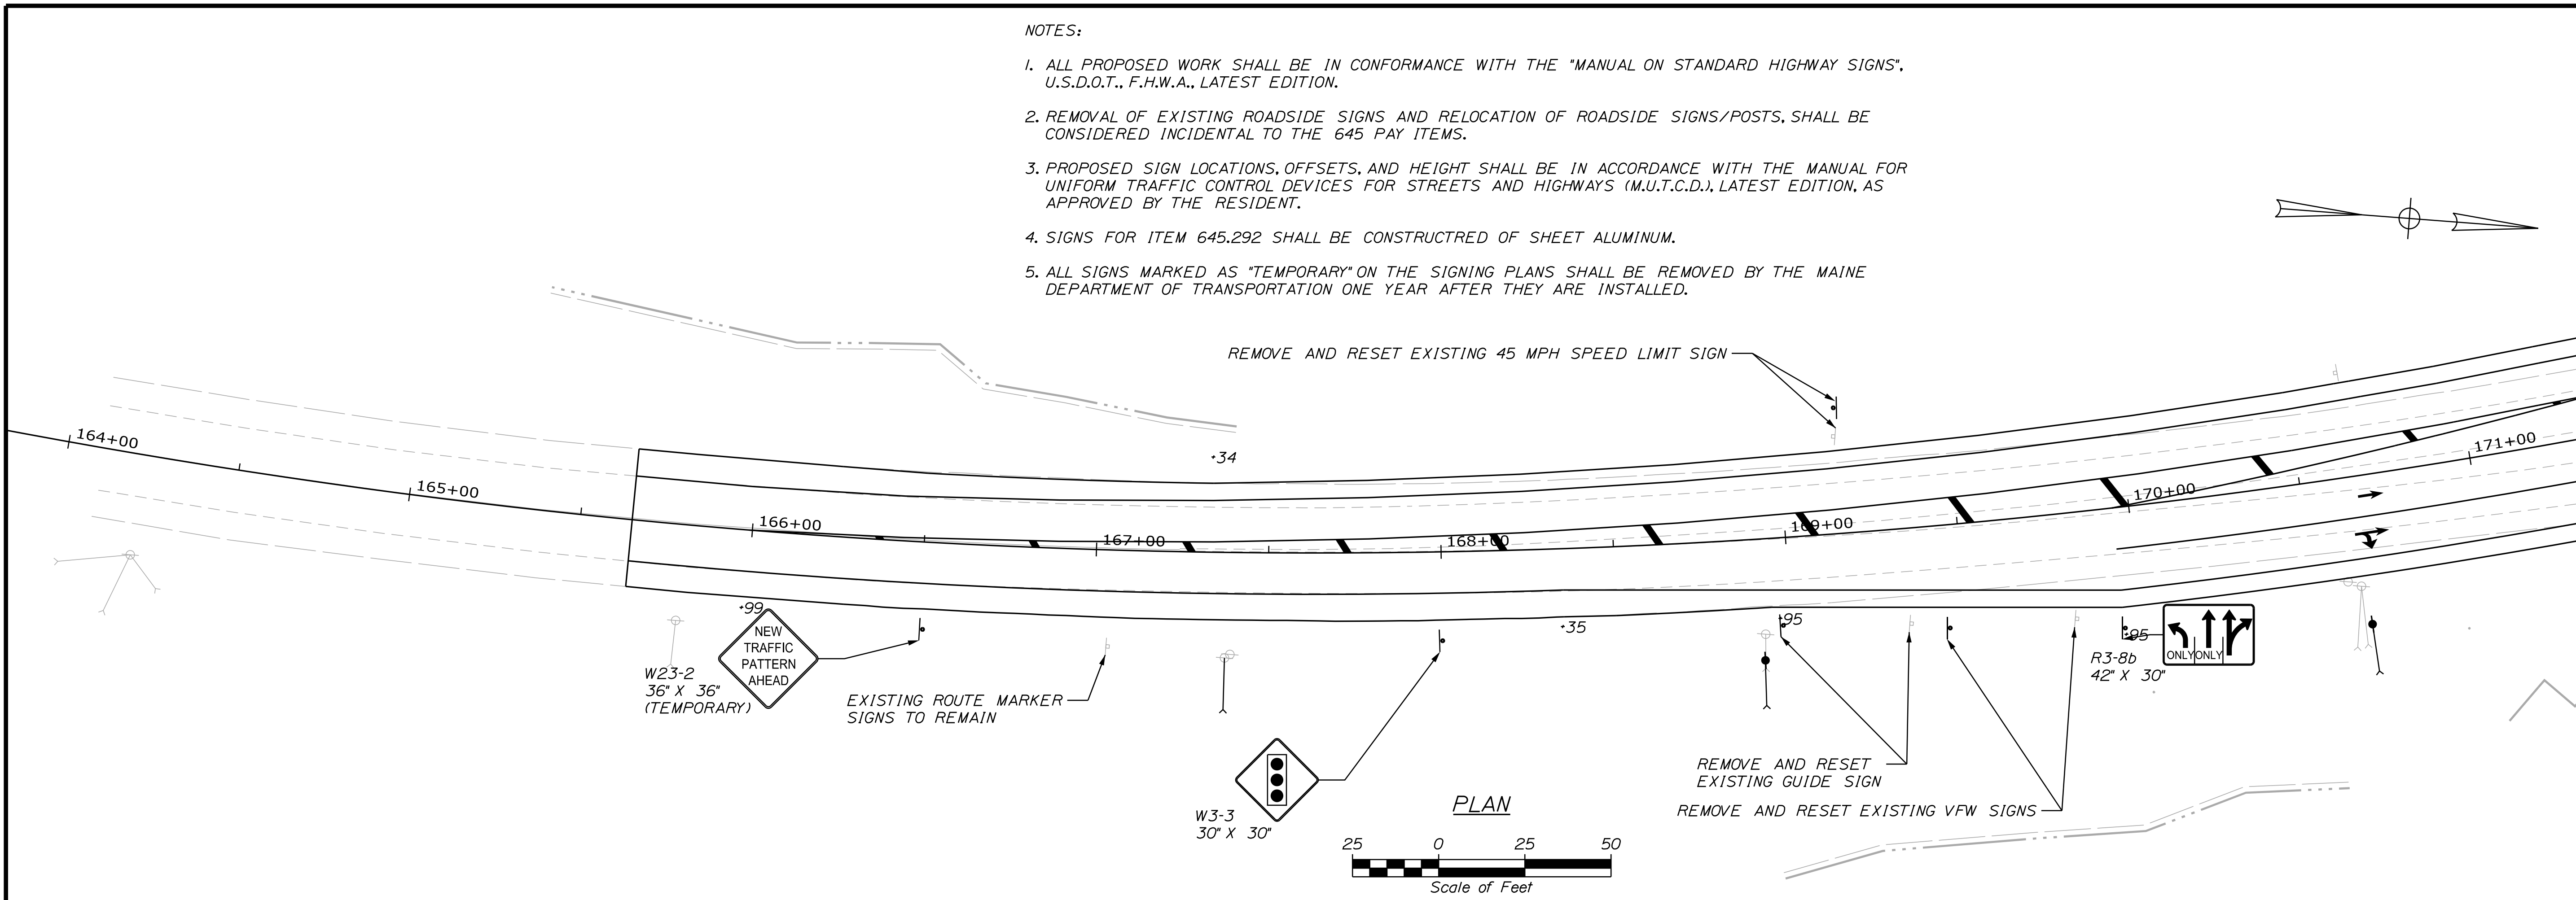 NOTES:
1. ALL PROPOSED WORK SHALL BE IN CONFORMANCE WITH THE "MANUAL ON STANDARD HIGHWAY SIGNS",
U.S.D.O.T., F.H.W.A., LATEST EDITION.
2. REMOVAL OF EXISTING ROADSIDE SIGNS AND RELOCATION OF ROADSIDE SIGNS/POSTS, SHALL BE
CONSIDERED INCIDENTAL TO THE 645 PAY ITEMS.
3. PROPOSED SIGN LOCATIONS, OFFSETS, AND HEIGHT SHALL BE IN ACCORDANCE WITH THE MANUAL FOR
UNIFORM TRAFFIC CONTROL DEVICES FOR STREETS AND HIGHWAYS (M.U.T.C.D.), LATEST EDITION, AS
APPROVED BY THE RESIDENT.
4. SIGNS FOR ITEM 645.292 SHALL BE CONSTRUCTRED OF SHEET ALUMINUM.
5. ALL SIGNS MARKED AS "TEMPORARY" ON THE SIGNING PLANS SHALL BE REMOVED BY THE MAINE
DEPARTMENT OF TRANSPORTATION ONE YEAR AFTER THEY ARE INSTALLED.
REMOVE AND RESET EXISTING 45 MPH SPEED LIMIT SIGN
164+00
165+00
166+00
167+00
168+00
169+00
170+00
171+00
+34
+99
+35
+95
+95
NEW
TRAFFIC
PATTERN
AHEAD
W23-2
36" X 36"
(TEMPORARY)
EXISTING ROUTE MARKER
SIGNS TO REMAIN
W3-3
30" X 30"
ONLY ONLY
R3-8b
42" X 30"
REMOVE AND RESET
EXISTING GUIDE SIGN
REMOVE AND RESET EXISTING VFW SIGNS
PLAN
25 0 25 50
Scale of Feet